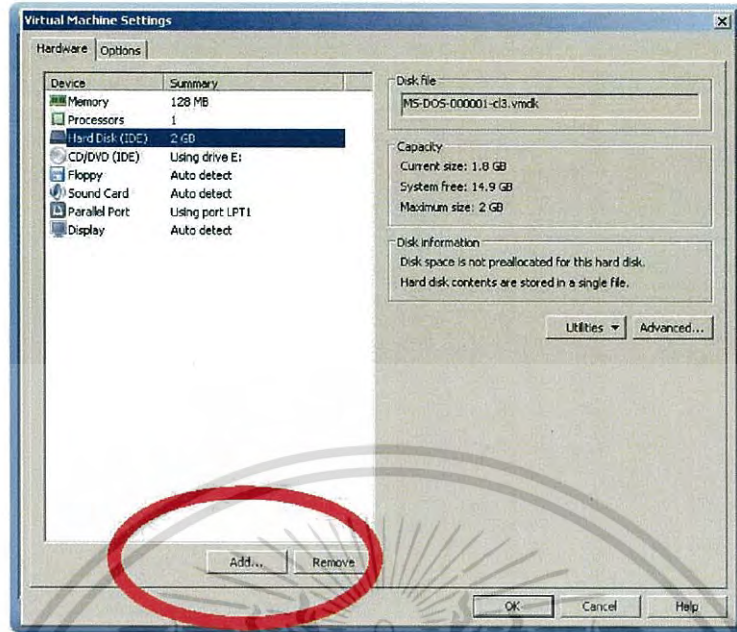 Virtual Machine Settings
Hardware Options
Device Summary
Memory 128 MB
Processors 1
Hard Disk (IDE) 2 GB
CD/DVD (IDE) Using drive E:
Floppy Auto detect
Sound Card Auto detect
Parallel Port Using port LPT1
Display Auto detect
Add... Remove
Disk file
MS-DOS-000001-cl3.vmdk
Capacity
Current size: 1.8 GB
System free: 14.9 GB
Maximum size: 2 GB
Disk information
Disk space is not preallocated for this hard disk.
Hard disk contents are stored in a single file.
Utilities Advanced...
OK Cancel Help